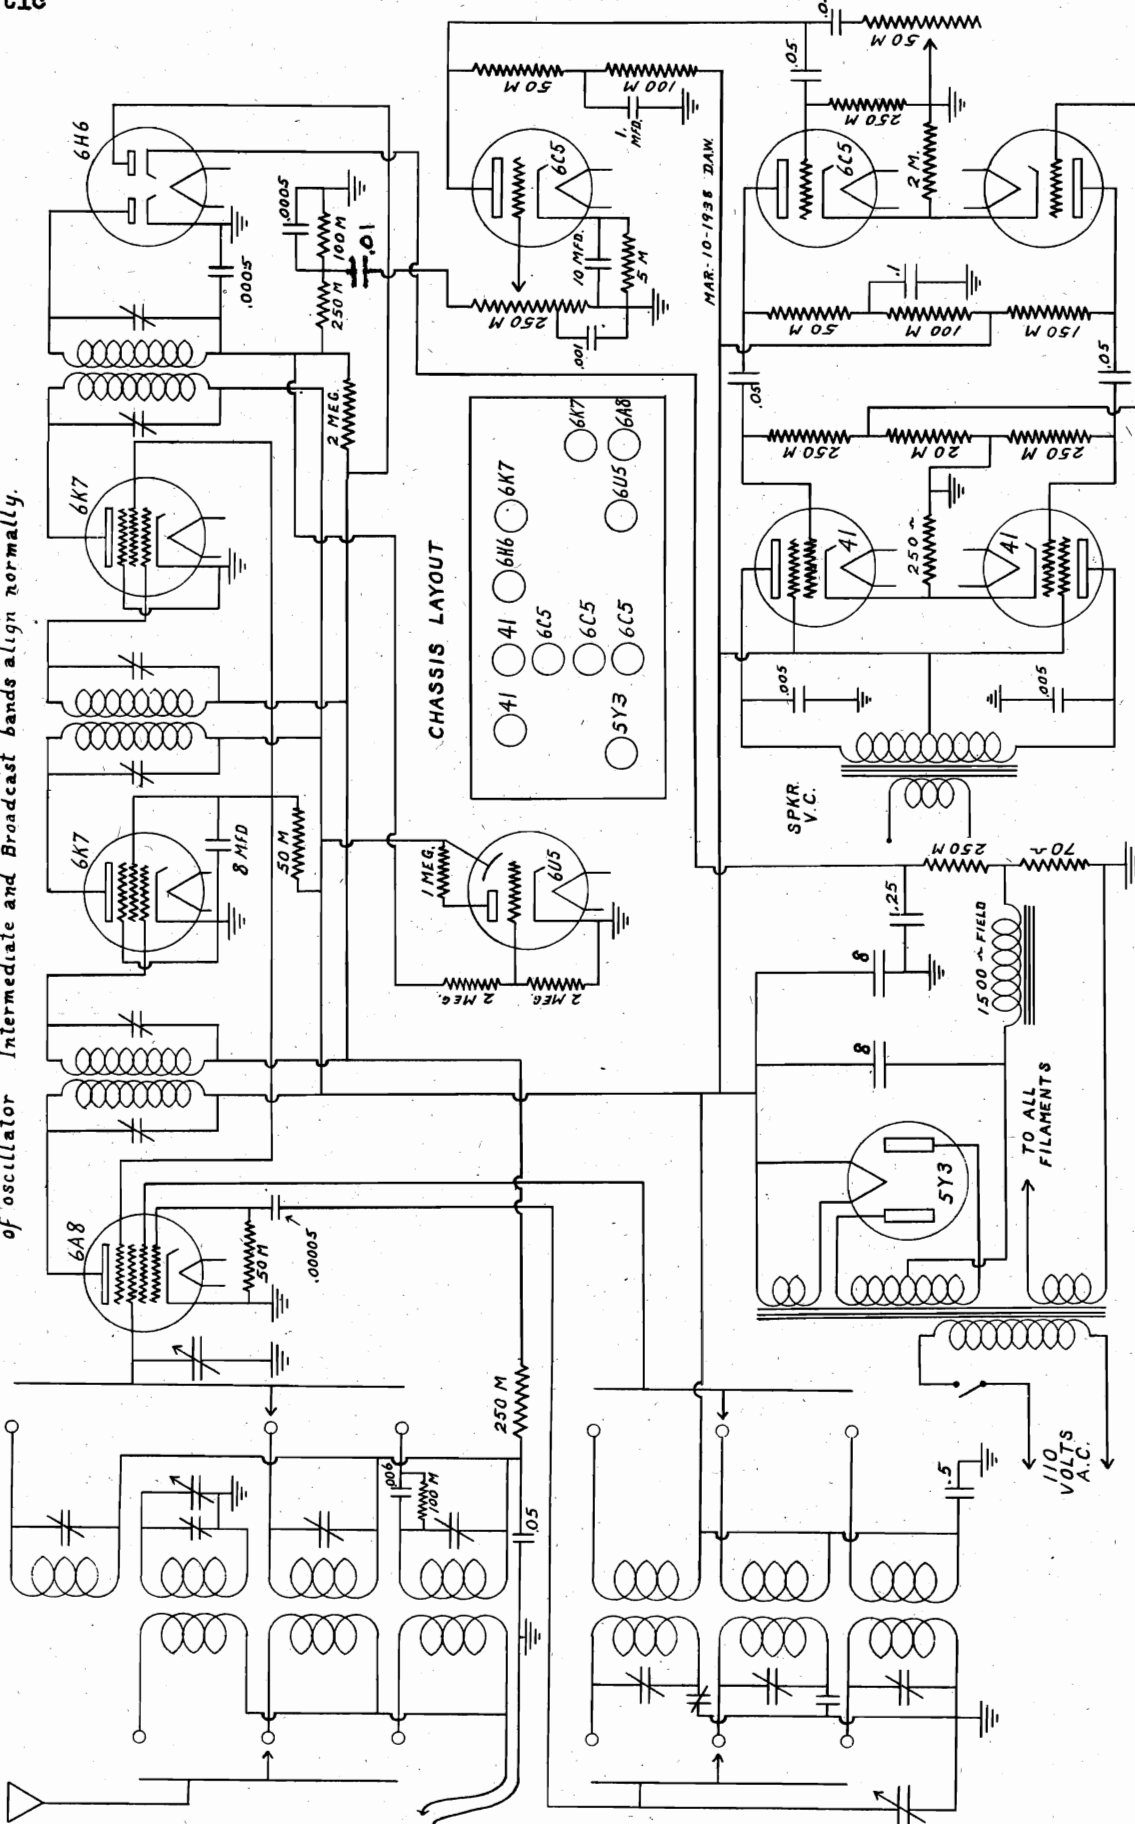 tic
of oscillator Intermediate and Broadcast bands align normally.
6H6
.0005
.0005
100 M
250 M
.01
2 MEG.
6K7
6K7
8 MFD
50 M
6A8
50 M
.00005
250 M
.006
100 M
.05
50 M
100 M
1. MFD.
6C5
10 MFD.
5 M
250 M
.001
MAR.-10-1938 D.A.W.
CHASSIS LAYOUT
41
41
6H6
6K7
6K7
6C5
6C5
6C5
6U5
6A8
5Y3
1 MEG.
6U5
2 MEG.
2 MEG.
50 M
.05
250 M
6C5
2 M.
.1
50 M
100 M
150 M
.05
.05
250 M
20 M
250 M
41
250 ~
41
.005
.005
SPKR.
V.C.
250 M
70~
.25
8
8
1500 ~ FIELD
5Y3
TO ALL
FILAMENTS
110
VOLTS
A.C.
.5